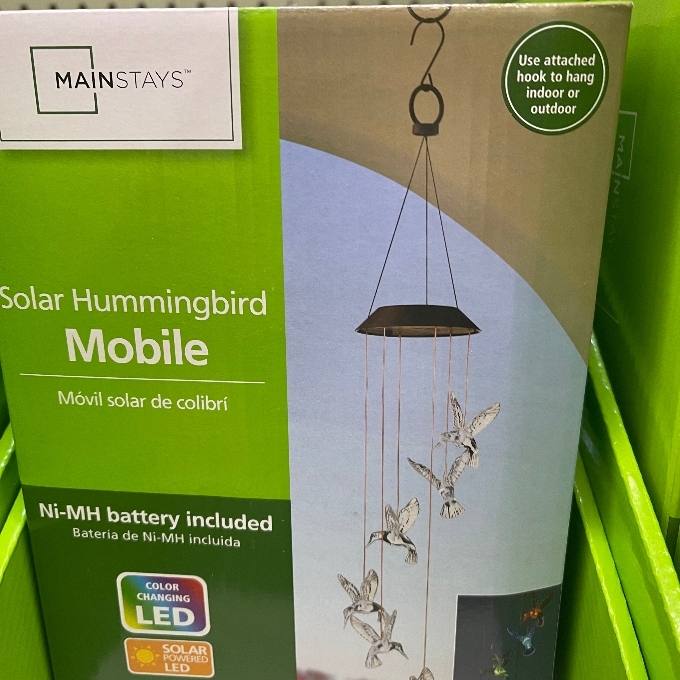 MAINSTAYS™
Use attached
hook to hang
indoor or
outdoor
Solar Hummingbird
Mobile
Móvil solar de colibrí
Ni-MH battery included
Batería de Ni-MH incluida
COLOR
CHANGING
LED
SOLAR
POWERED
LED